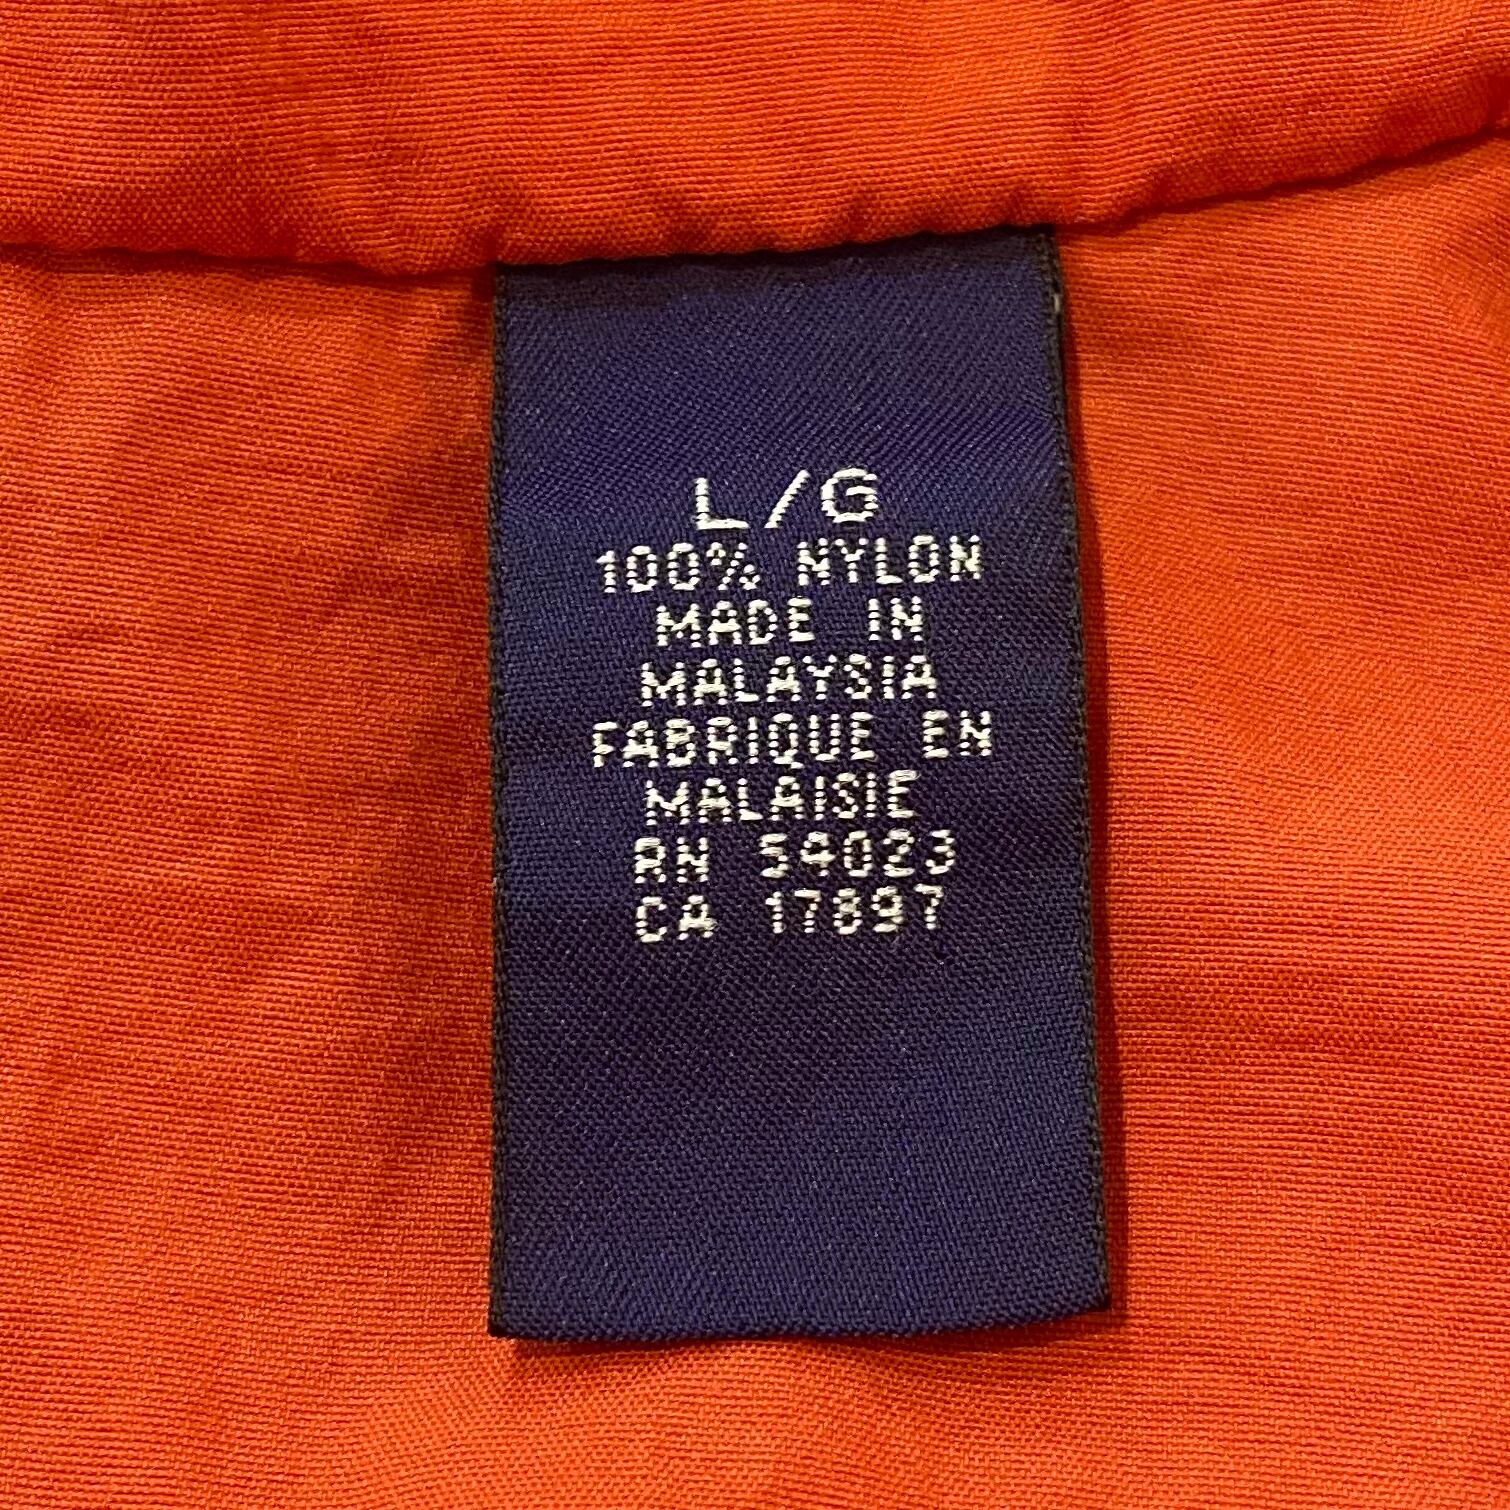 L/G
100% NYLON
MADE IN
MALAYSIA
FABRIQUE EN
MALAISIE
RN 54023
CA 17897